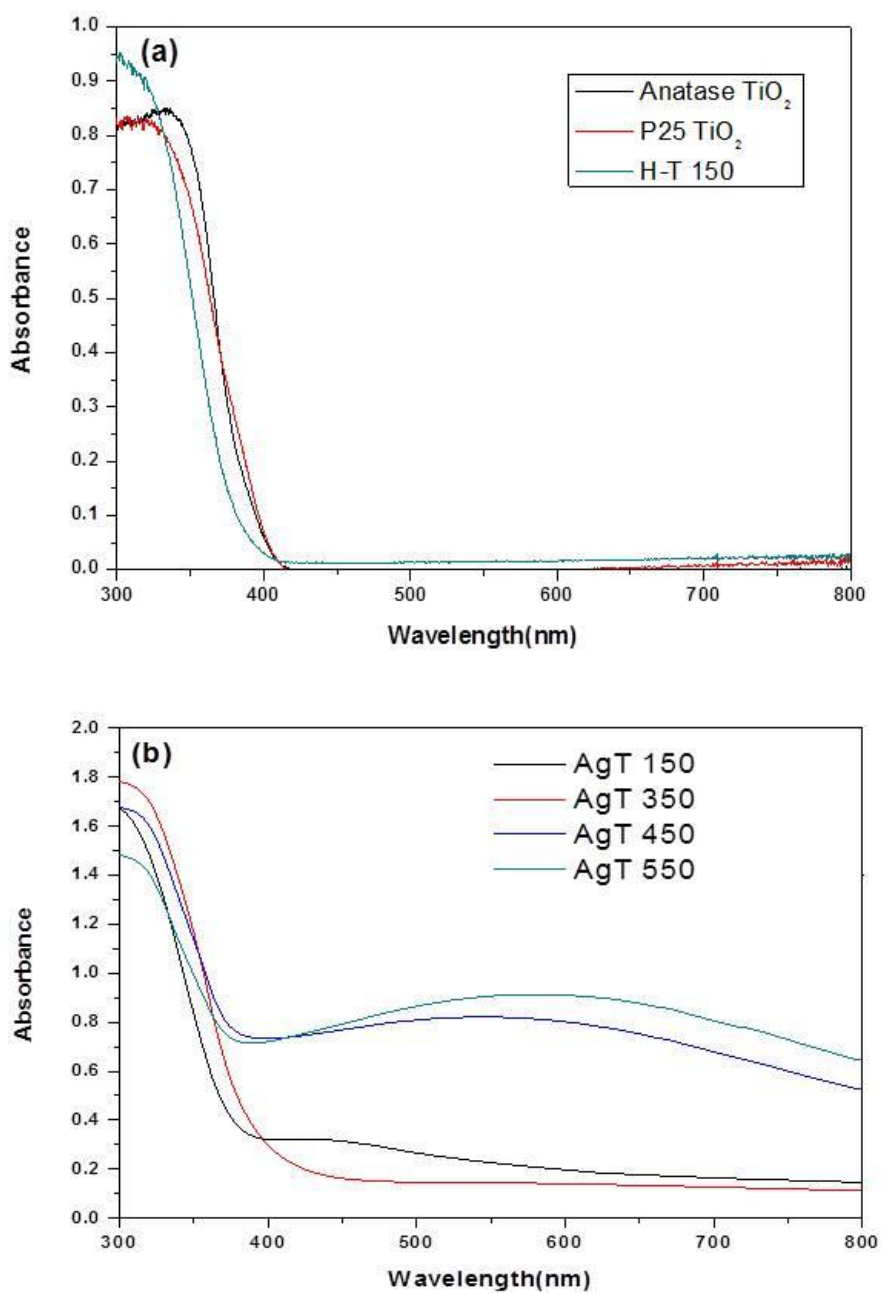 (a)
Anatase TiO₂
P25 TiO₂
H-T 150
1.0
0.9
0.8
0.7
0.6
0.5
0.4
0.3
0.2
0.1
0.0
Absorbance
300 400 500 600 700 800
Wavelength(nm)
(b)
AgT 150
AgT 350
AgT 450
AgT 550
2.0
1.8
1.6
1.4
1.2
1.0
0.8
0.6
0.4
0.2
0.0
Absorbance
300 400 500 600 700 800
Wavelength(nm)